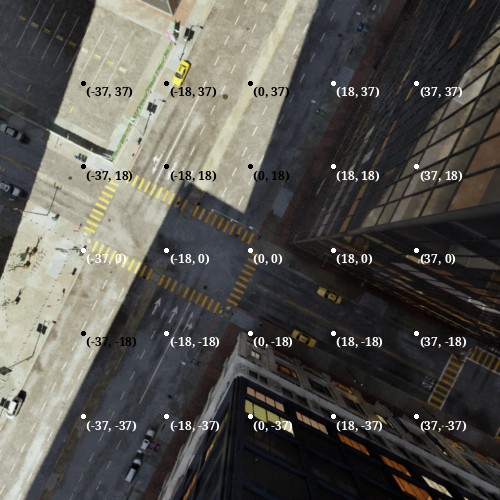 (-37, 37) (-18, 37) (0, 37) (18, 37) (37, 37)
(-37, 18) (-18, 18) (0, 18) (18, 18) (37, 18)
(-37, 0) (-18, 0) (0, 0) (18, 0) (37, 0)
(-37, -18) (-18, -18) (0, -18) (18, -18) (37, -18)
(-37, -37) (-18, -37) (0, -37) (18, -37) (37, -37)